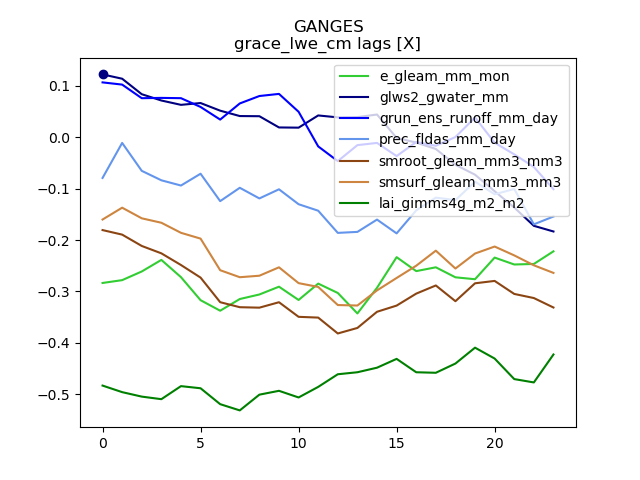 GANGES
grace_lwe_cm lags [X]
e_gleam_mm_mon
glws2_gwater_mm
grun_ens_runoff_mm_day
prec_fldas_mm_day
smroot_gleam_mm3_mm3
smsurf_gleam_mm3_mm3
lai_gimms4g_m2_m2
0.1
0.0
−0.1
−0.2
−0.3
−0.4
−0.5
0 5 10 15 20